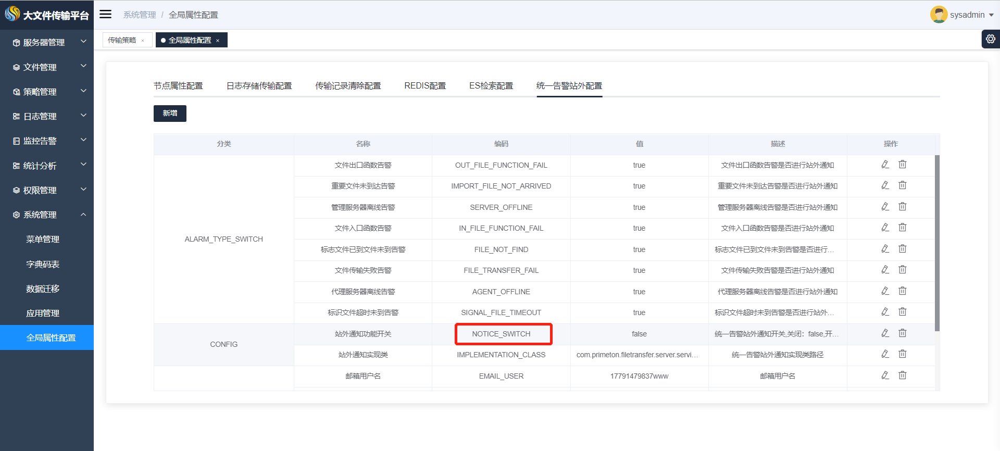 大文件传输平台
系统管理 / 全局属性配置
sysadmin
传输策略 ×
全局属性配置 ×
服务器管理
文件管理
策略管理
日志管理
监控告警
统计分析
权限管理
系统管理
菜单管理
字典码表
数据迁移
应用管理
全局属性配置
节点属性配置 日志存储传输配置 传输记录清除配置 REDIS配置 ES检索配置 统一告警站外配置
新增
分类 名称 编码 值 描述 操作
ALARM_TYPE_SWITCH
文件出口函数告警 OUT_FILE_FUNCTION_FAIL true 文件出口函数告警是否进行站外通知
重要文件未到达告警 IMPORT_FILE_NOT_ARRIVED true 重要文件未到达告警是否进行站外通知
管理服务器离线告警 SERVER_OFFLINE true 管理服务器离线告警是否进行站外通知
文件入口函数告警 IN_FILE_FUNCTION_FAIL true 文件入口函数告警是否进行站外通知
标志文件已到文件未到告警 FILE_NOT_FIND true 标志文件已到文件未到告警是否进行...
文件传输失败告警 FILE_TRANSFER_FAIL true 文件传输失败告警是否进行站外通知
代理服务器离线告警 AGENT_OFFLINE true 代理服务器离线告警是否进行站外通知
标识文件超时未到告警 SIGNAL_FILE_TIMEOUT true 标识文件超时未到告警是否进行站外...
CONFIG
站外通知功能开关 NOTICE_SWITCH false 统一告警站外通知开关,关闭：false,开...
站外通知实现类 IMPLEMENTATION_CLASS com.primeton.filetransfer.server.servi... 统一告警站外通知实现类路径
邮箱用户名 EMAIL_USER 17791479837www 邮箱用户名